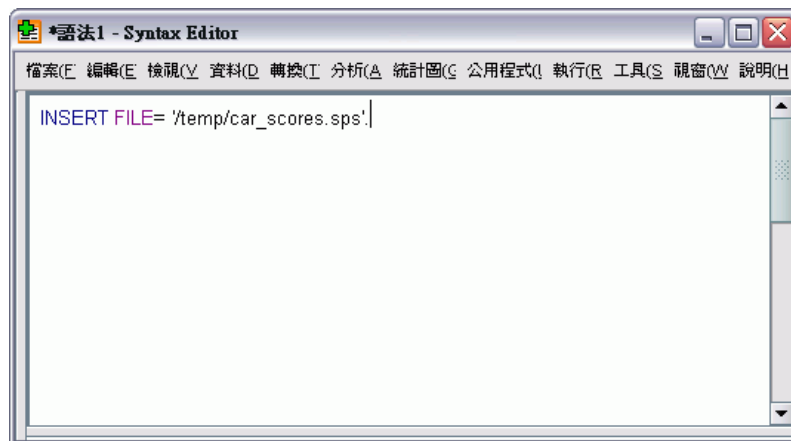 *語法1 - Syntax Editor
檔案(F 編輯(E 檢視(V 資料(D 轉換(T 分析(A 統計圖(G 公用程式(U 執行(R 工具(S 視窗(W 說明(H
INSERT FILE= '/temp/car_scores.sps'.